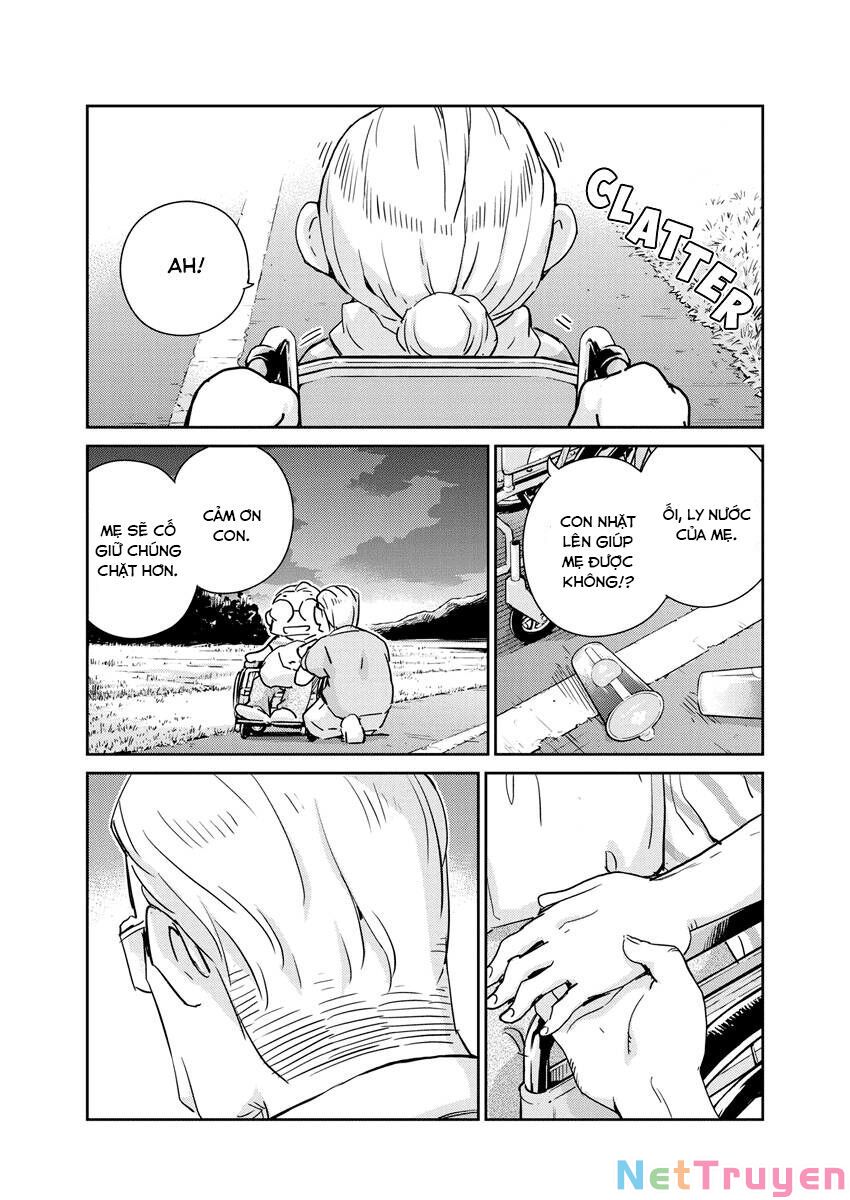 AH!
CLATTER
ỐI, LY NƯỚC
CỦA MẸ.
CON NHẶT
LÊN GIÚP
MẸ ĐƯỢC
KHÔNG!?
CẢM ƠN
CON.
MẸ SẼ CỐ
GIỮ CHÚNG
CHẶT HƠN.
NetTruyen